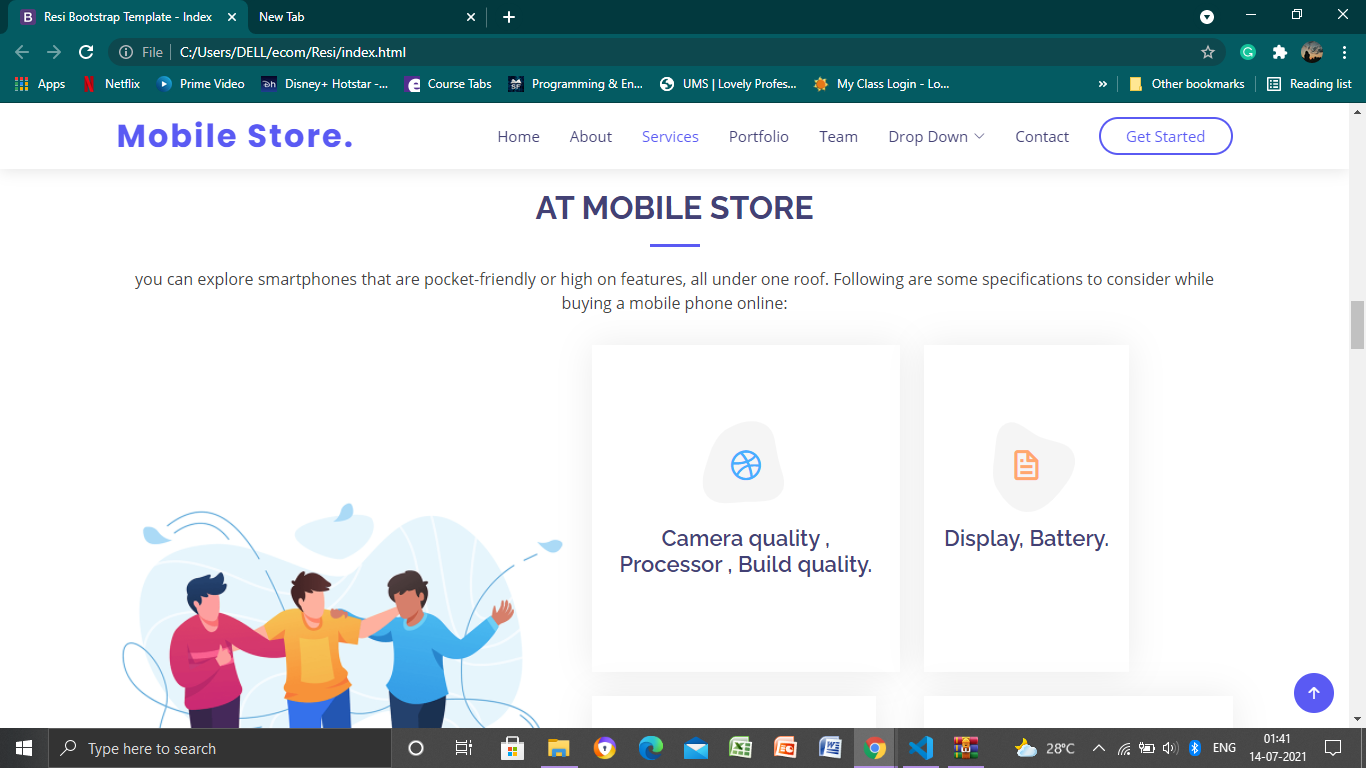 Resi Bootstrap Template - Index
New Tab
File
C:/Users/DELL/ecom/Resi/index.html
Apps
Netflix
Prime Video
Disney+ Hotstar -...
Course Tabs
Programming & En...
UMS | Lovely Profes...
My Class Login - Lo...
»
Other bookmarks
Reading list
Mobile Store.
Home
About
Services
Portfolio
Team
Drop Down
Contact
Get Started
AT MOBILE STORE
you can explore smartphones that are pocket-friendly or high on features, all under one roof. Following are some specifications to consider while
buying a mobile phone online:
Camera quality ,
Processor , Build quality.
Display, Battery.
Type here to search
28°C
ENG
01:41
14-07-2021